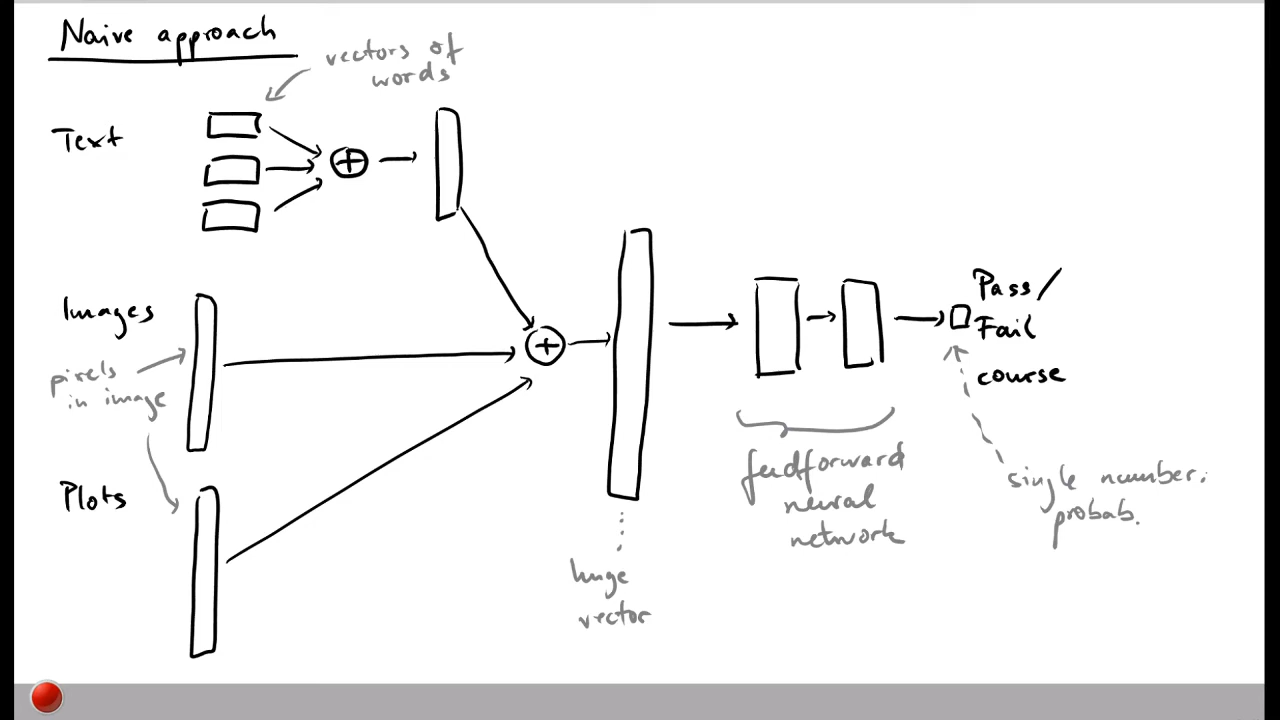 Naive approach
vectors of
words
Text
Images
pixels
in image
Plots
huge
vector
feedforward
neural
network
Pass/
Fail
course
single number:
probab.